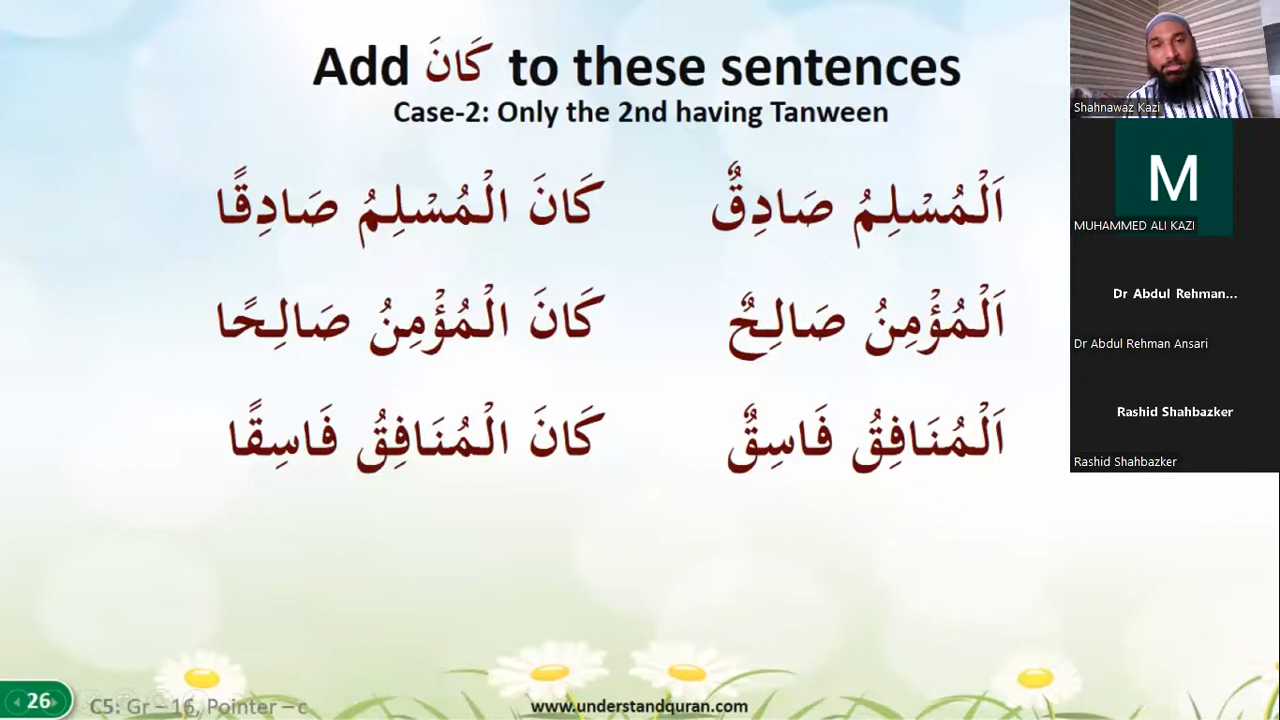 Add كَانَ to these sentences
Case-2: Only the 2nd having Tanween
اَلْمُسْلِمُ صَادِقٌ
كَانَ الْمُسْلِمُ صَادِقًا
اَلْمُؤْمِنُ صَالِحٌ
كَانَ الْمُؤْمِنُ صَالِحًا
اَلْمُنَافِقُ فَاسِقٌ
كَانَ الْمُنَافِقُ فَاسِقًا
26
C5: Gr – 16, Pointer – c
www.understandquran.com
Shahnawaz Kazi
M
MUHAMMED ALI KAZI
Dr Abdul Rehman...
Dr Abdul Rehman Ansari
Rashid Shahbazker
Rashid Shahbazker